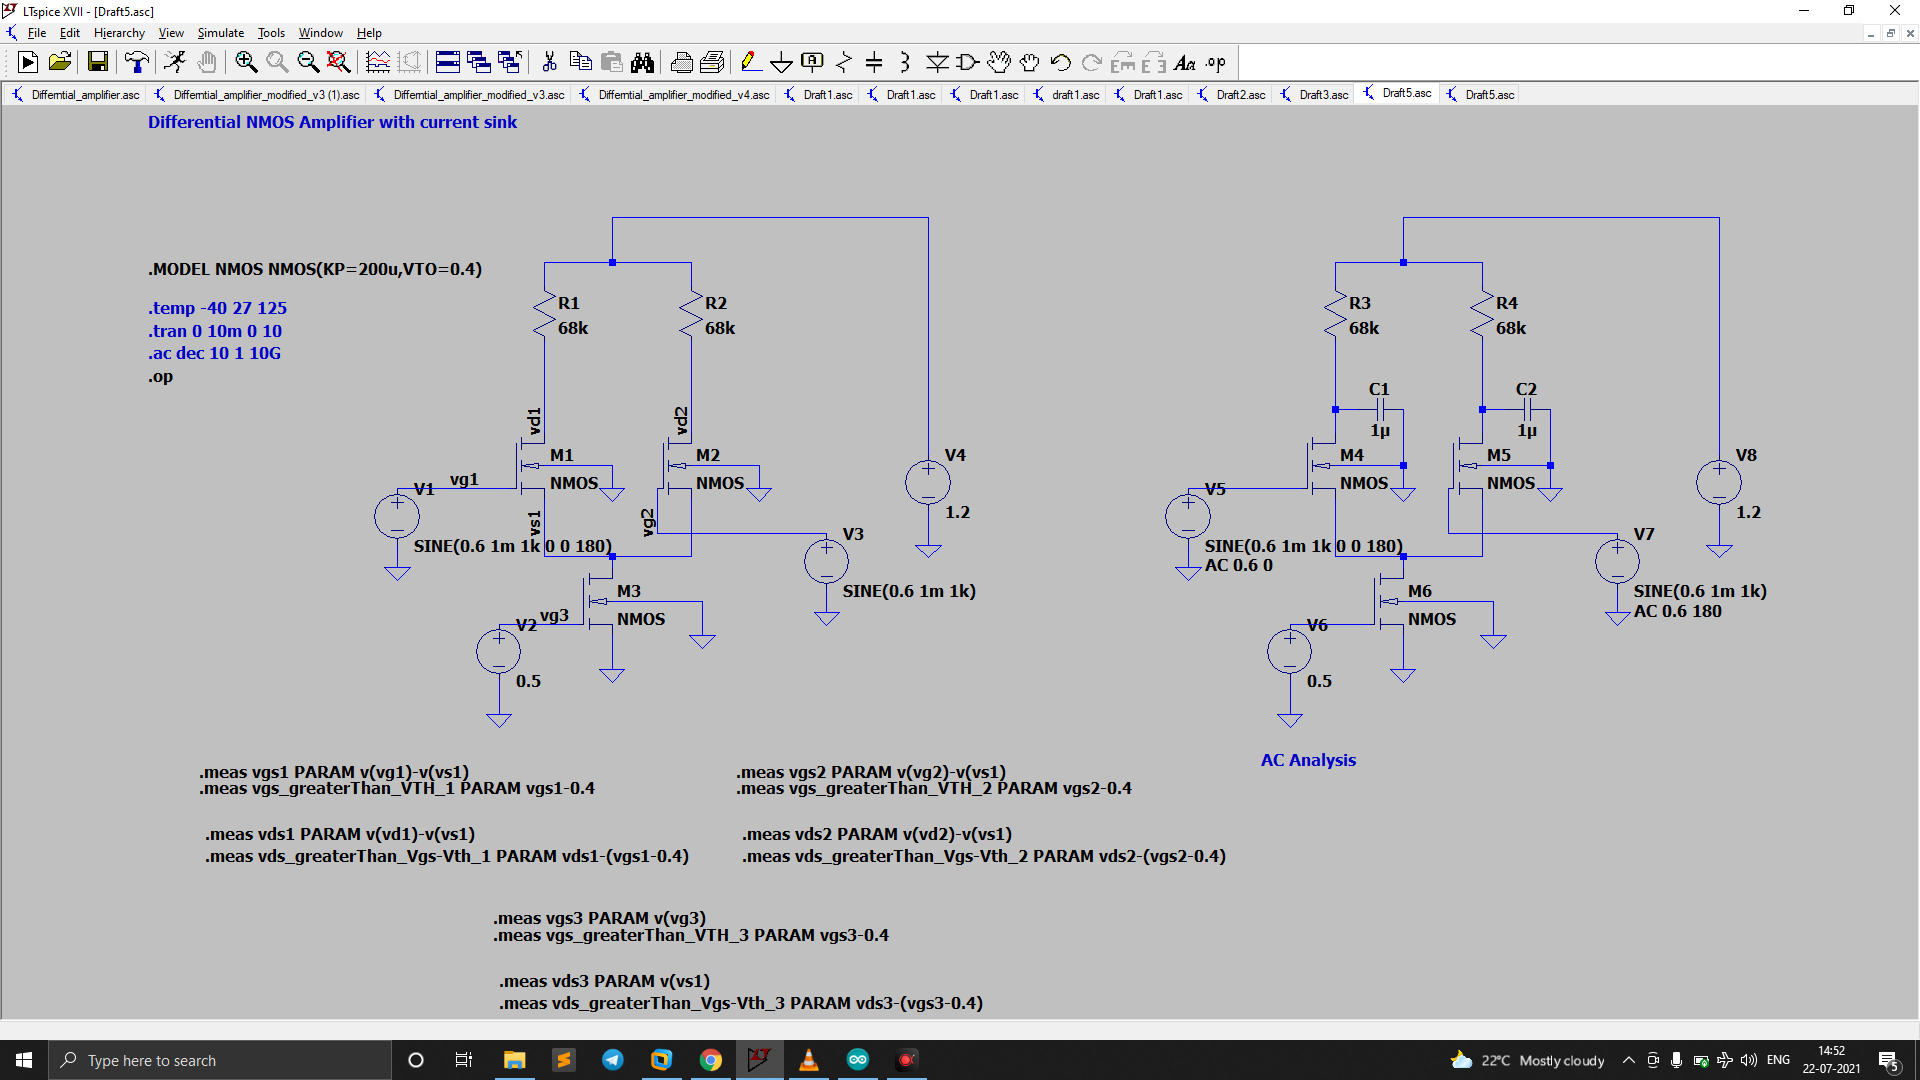 LTspice XVII - [Draft5.asc]
File Edit Hierarchy View Simulate Tools Window Help
.op
Differntial_amplifier.asc Differntial_amplifier_modified_v3 (1).asc Differntial_amplifier_modified_v3.asc Differntial_amplifier_modified_v4.asc Draft1.asc Draft1.asc Draft1.asc draft1.asc Draft1.asc Draft2.asc Draft3.asc Draft5.asc Draft5.asc
Differential NMOS Amplifier with current sink
.MODEL NMOS NMOS(KP=200u,VTO=0.4)
.temp -40 27 125
.tran 0 10m 0 10
.ac dec 10 1 10G
.op
R1
68k
R2
68k
vd1
vd2
M1
NMOS
M2
NMOS
V4
1.2
V1
vg1
vs1
vg2
SINE(0.6 1m 1k 0 0 180)
V3
SINE(0.6 1m 1k)
M3
NMOS
V2
vg3
0.5
R3
68k
R4
68k
C1
1µ
C2
1µ
M4
NMOS
M5
NMOS
V8
1.2
V5
SINE(0.6 1m 1k 0 0 180)
AC 0.6 0
V7
SINE(0.6 1m 1k)
AC 0.6 180
M6
NMOS
V6
0.5
AC Analysis
.meas vgs1 PARAM v(vg1)-v(vs1)
.meas vgs_greaterThan_VTH_1 PARAM vgs1-0.4
.meas vgs2 PARAM v(vg2)-v(vs1)
.meas vgs_greaterThan_VTH_2 PARAM vgs2-0.4
.meas vds1 PARAM v(vd1)-v(vs1)
.meas vds_greaterThan_Vgs-Vth_1 PARAM vds1-(vgs1-0.4)
.meas vds2 PARAM v(vd2)-v(vs1)
.meas vds_greaterThan_Vgs-Vth_2 PARAM vds2-(vgs2-0.4)
.meas vgs3 PARAM v(vg3)
.meas vgs_greaterThan_VTH_3 PARAM vgs3-0.4
.meas vds3 PARAM v(vs1)
.meas vds_greaterThan_Vgs-Vth_3 PARAM vds3-(vgs3-0.4)
Type here to search
22°C Mostly cloudy
ENG
14:52
22-07-2021
5